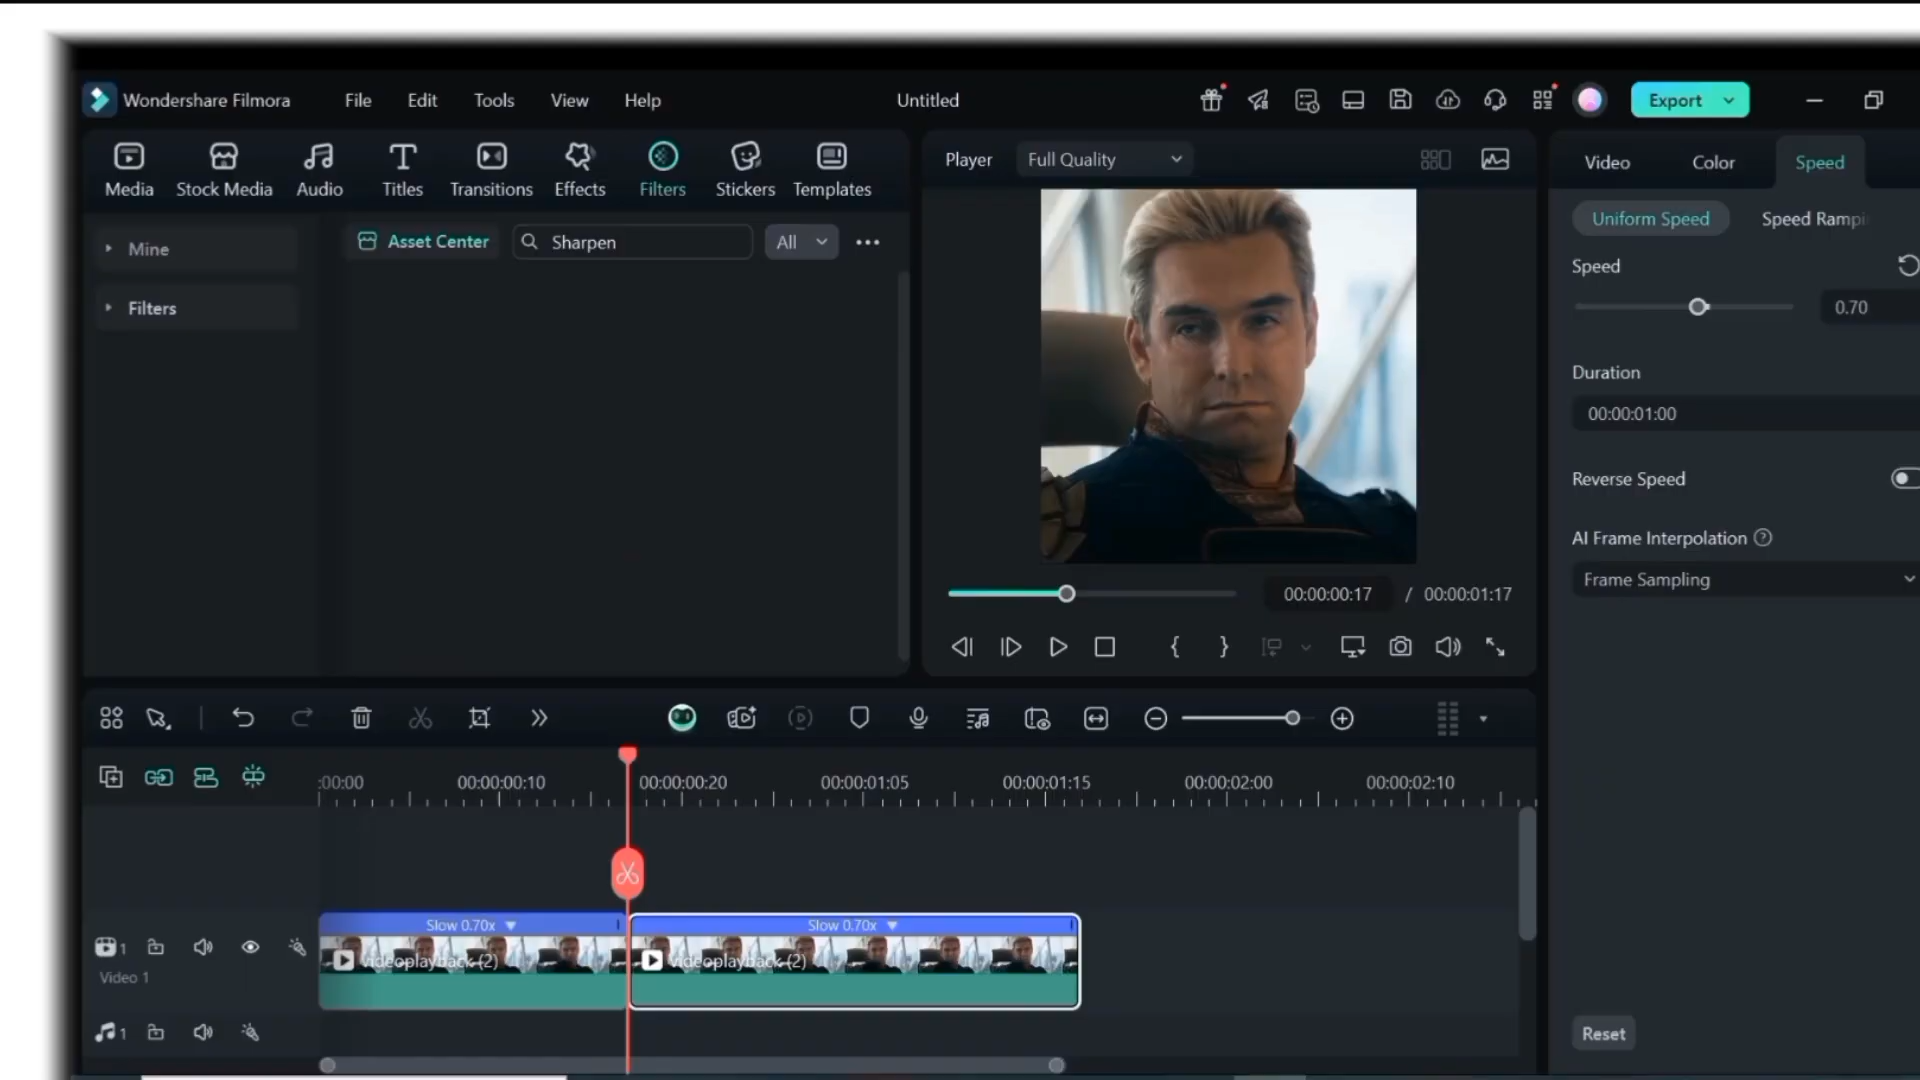 Wondershare Filmora File Edit Tools View Help Untitled Export
Media Stock Media Audio Titles Transitions Effects Filters Stickers Templates
Player Full Quality
Video Color Speed
Mine
Filters
Asset Center Sharpen All
Uniform Speed Speed Rampi
Speed
0.70
Duration
00:00:01:00
Reverse Speed
AI Frame Interpolation
Frame Sampling
00:00:00:17 / 00:00:01:17
:00:00 00:00:00:10 00:00:00:20 00:00:01:05 00:00:01:15 00:00:02:00 00:00:02:10
Slow 0.70x Slow 0.70x
1 videoplayback (2) videoplayback (2)
Video 1
1
Reset